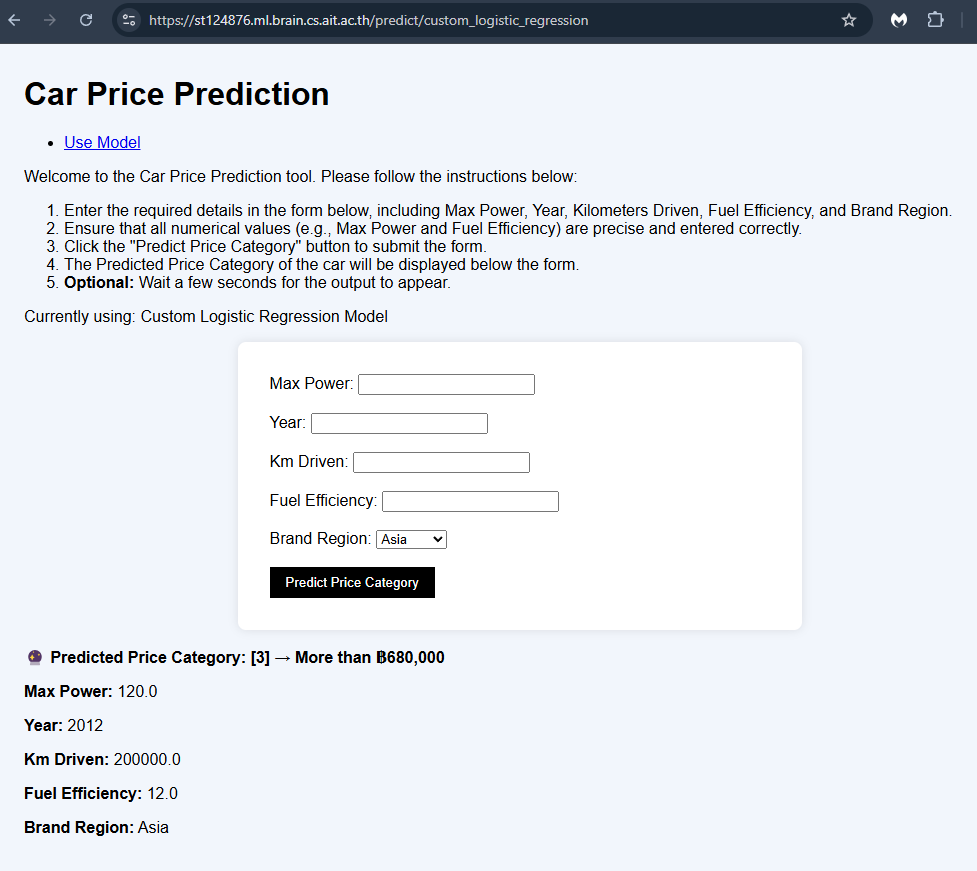 https://st124876.ml.brain.cs.ait.ac.th/predict/custom_logistic_regression
Car Price Prediction
• Use Model
Welcome to the Car Price Prediction tool. Please follow the instructions below:
1. Enter the required details in the form below, including Max Power, Year, Kilometers Driven, Fuel Efficiency, and Brand Region.
2. Ensure that all numerical values (e.g., Max Power and Fuel Efficiency) are precise and entered correctly.
3. Click the "Predict Price Category" button to submit the form.
4. The Predicted Price Category of the car will be displayed below the form.
5. Optional: Wait a few seconds for the output to appear.
Currently using: Custom Logistic Regression Model
Max Power:
Year:
Km Driven:
Fuel Efficiency:
Brand Region: Asia
Predict Price Category
🔮 Predicted Price Category: [3] → More than ฿680,000
Max Power: 120.0
Year: 2012
Km Driven: 200000.0
Fuel Efficiency: 12.0
Brand Region: Asia